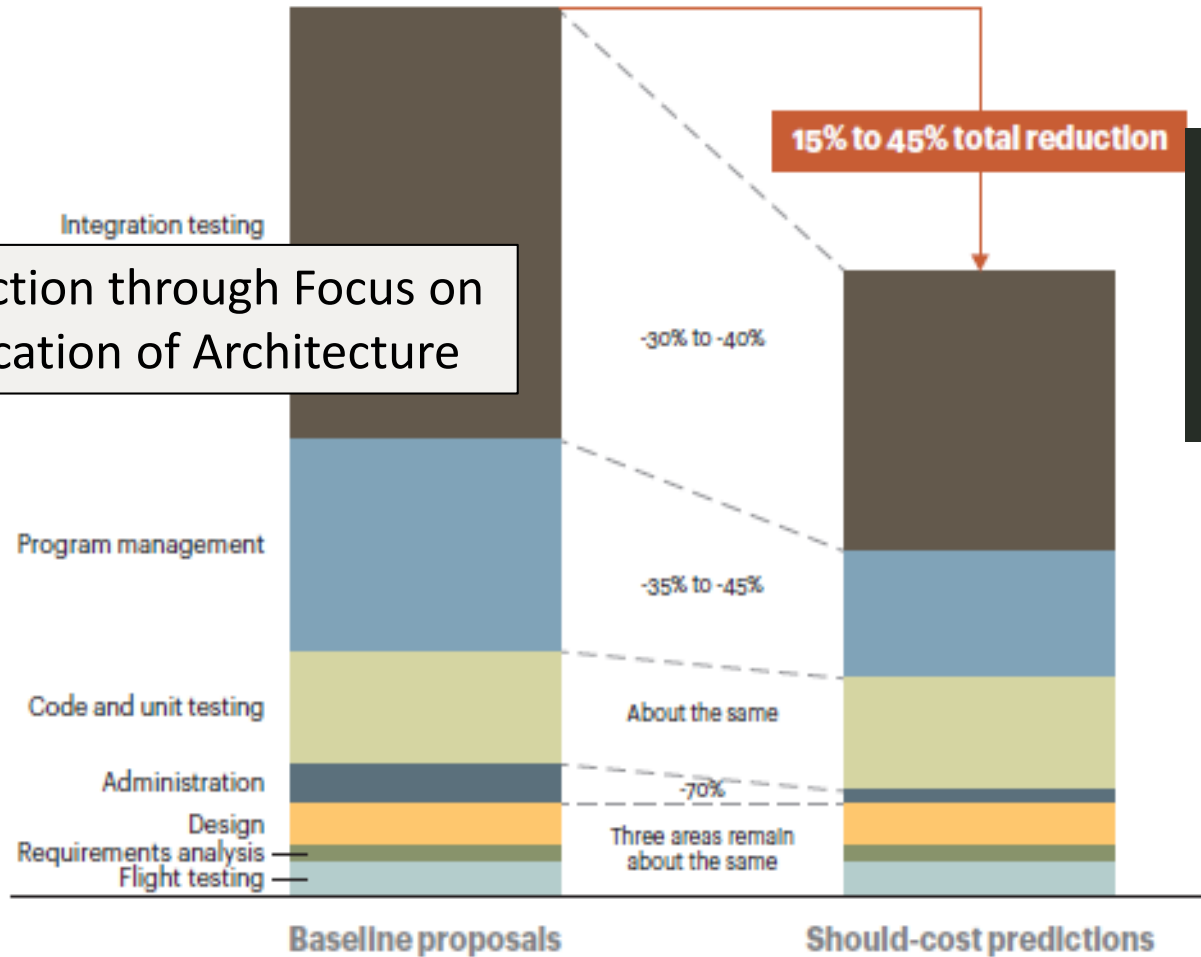 15% to 45% total reduction
Integration testing
through Focus on
of Architecture
-30% to -40%
Program management
-35% to -45%
Code and unit testing
About the same
Administration
-70%
Design
Three areas remain
about the same
Requirements analysis
Flight testing
Baseline proposals
Should-cost predictions